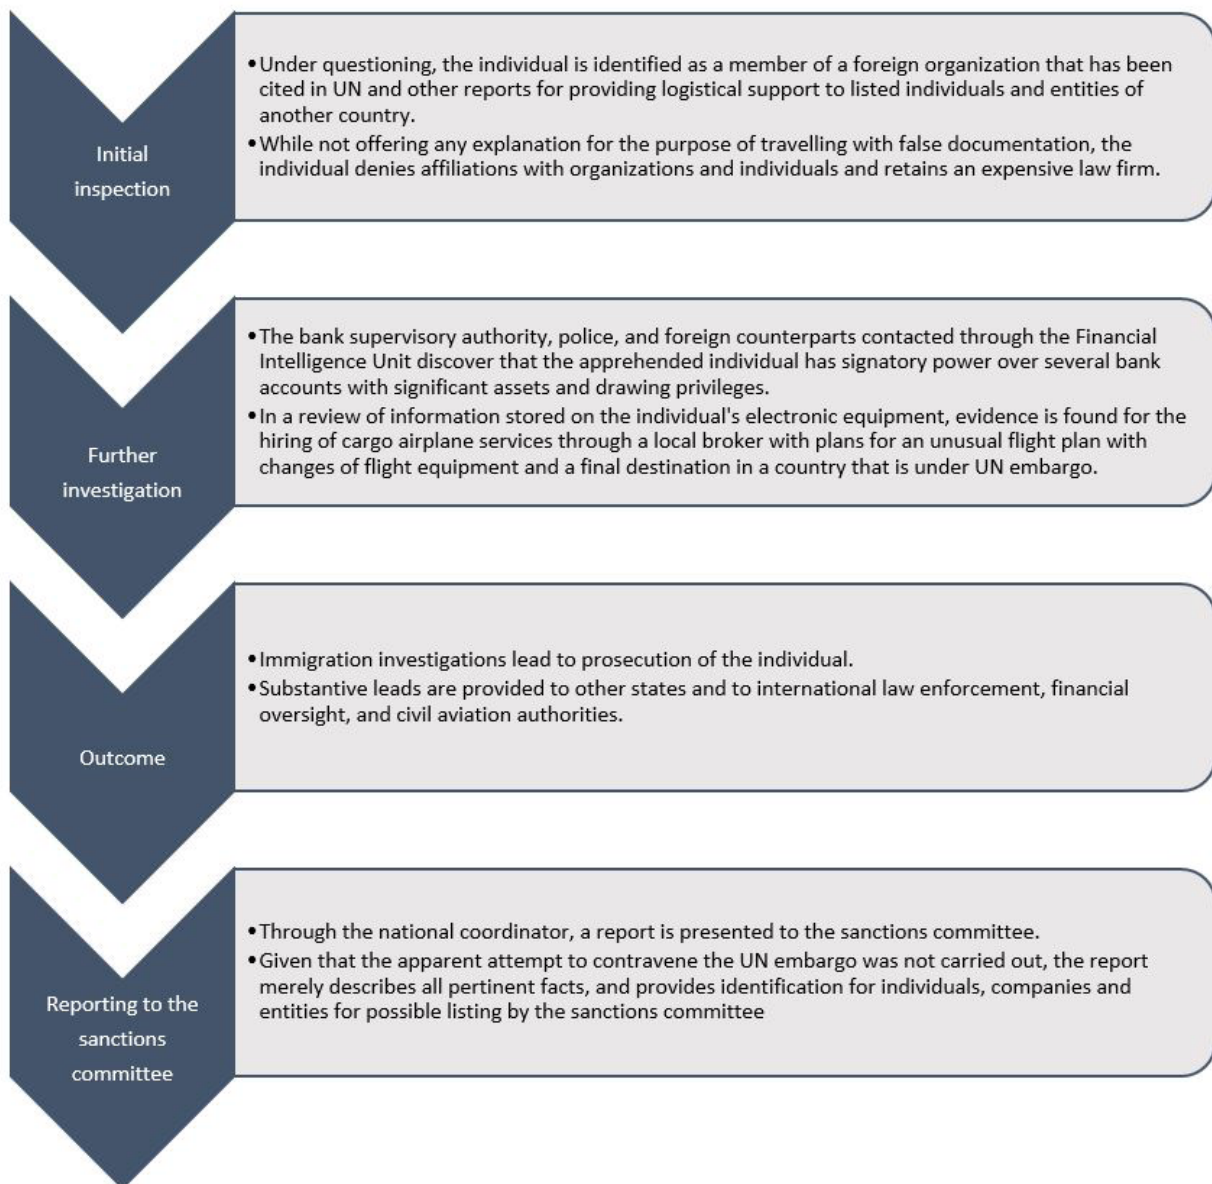 Initial
inspection
•Under questioning, the individual is identified as a member of a foreign organization that has been
cited in UN and other reports for providing logistical support to listed individuals and entities of
another country.
•While not offering any explanation for the purpose of travelling with false documentation, the
individual denies affiliations with organizations and individuals and retains an expensive law firm.
Further
investigation
•The bank supervisory authority, police, and foreign counterparts contacted through the Financial
Intelligence Unit discover that the apprehended individual has signatory power over several bank
accounts with significant assets and drawing privileges.
•In a review of information stored on the individual's electronic equipment, evidence is found for the
hiring of cargo airplane services through a local broker with plans for an unusual flight plan with
changes of flight equipment and a final destination in a country that is under UN embargo.
Outcome
•Immigration investigations lead to prosecution of the individual.
•Substantive leads are provided to other states and to international law enforcement, financial
oversight, and civil aviation authorities.
Reporting to the
sanctions
committee
•Through the national coordinator, a report is presented to the sanctions committee.
•Given that the apparent attempt to contravene the UN embargo was not carried out, the report
merely describes all pertinent facts, and provides identification for individuals, companies and
entities for possible listing by the sanctions committee